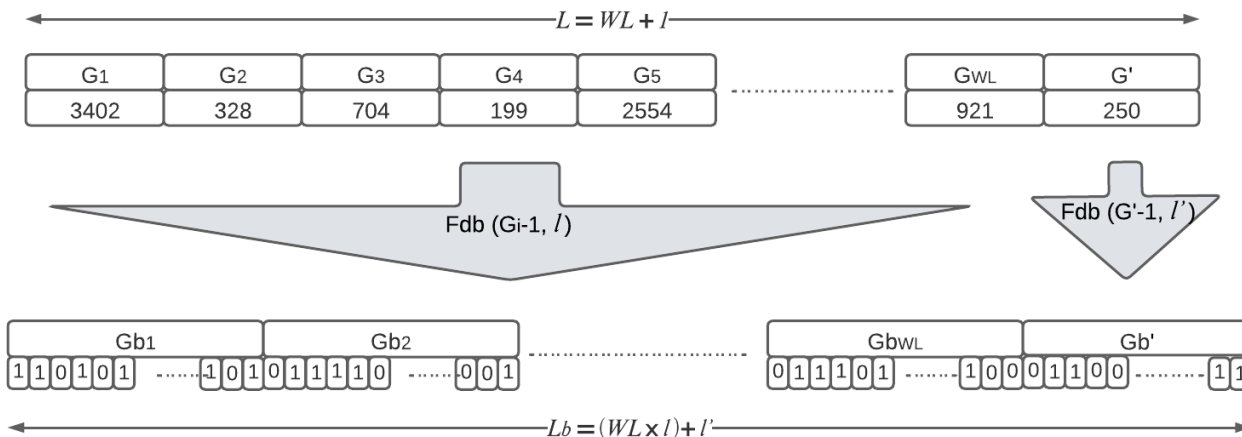 L = WL + 1
G1 G2 G3 G4 G5 GWL G'
3402 328 704 199 2554 921 250
Fdb (Gi-1, l) Fdb (G'-1, l')
Gb1 Gb2 GbWL Gb'
1 1 0 1 0 1 1 0 1 0 1 1 1 1 0 0 0 1 0 1 1 1 0 1 1 0 0 0 1 1 0 0 1 1
Lb = (WL x l) + l'